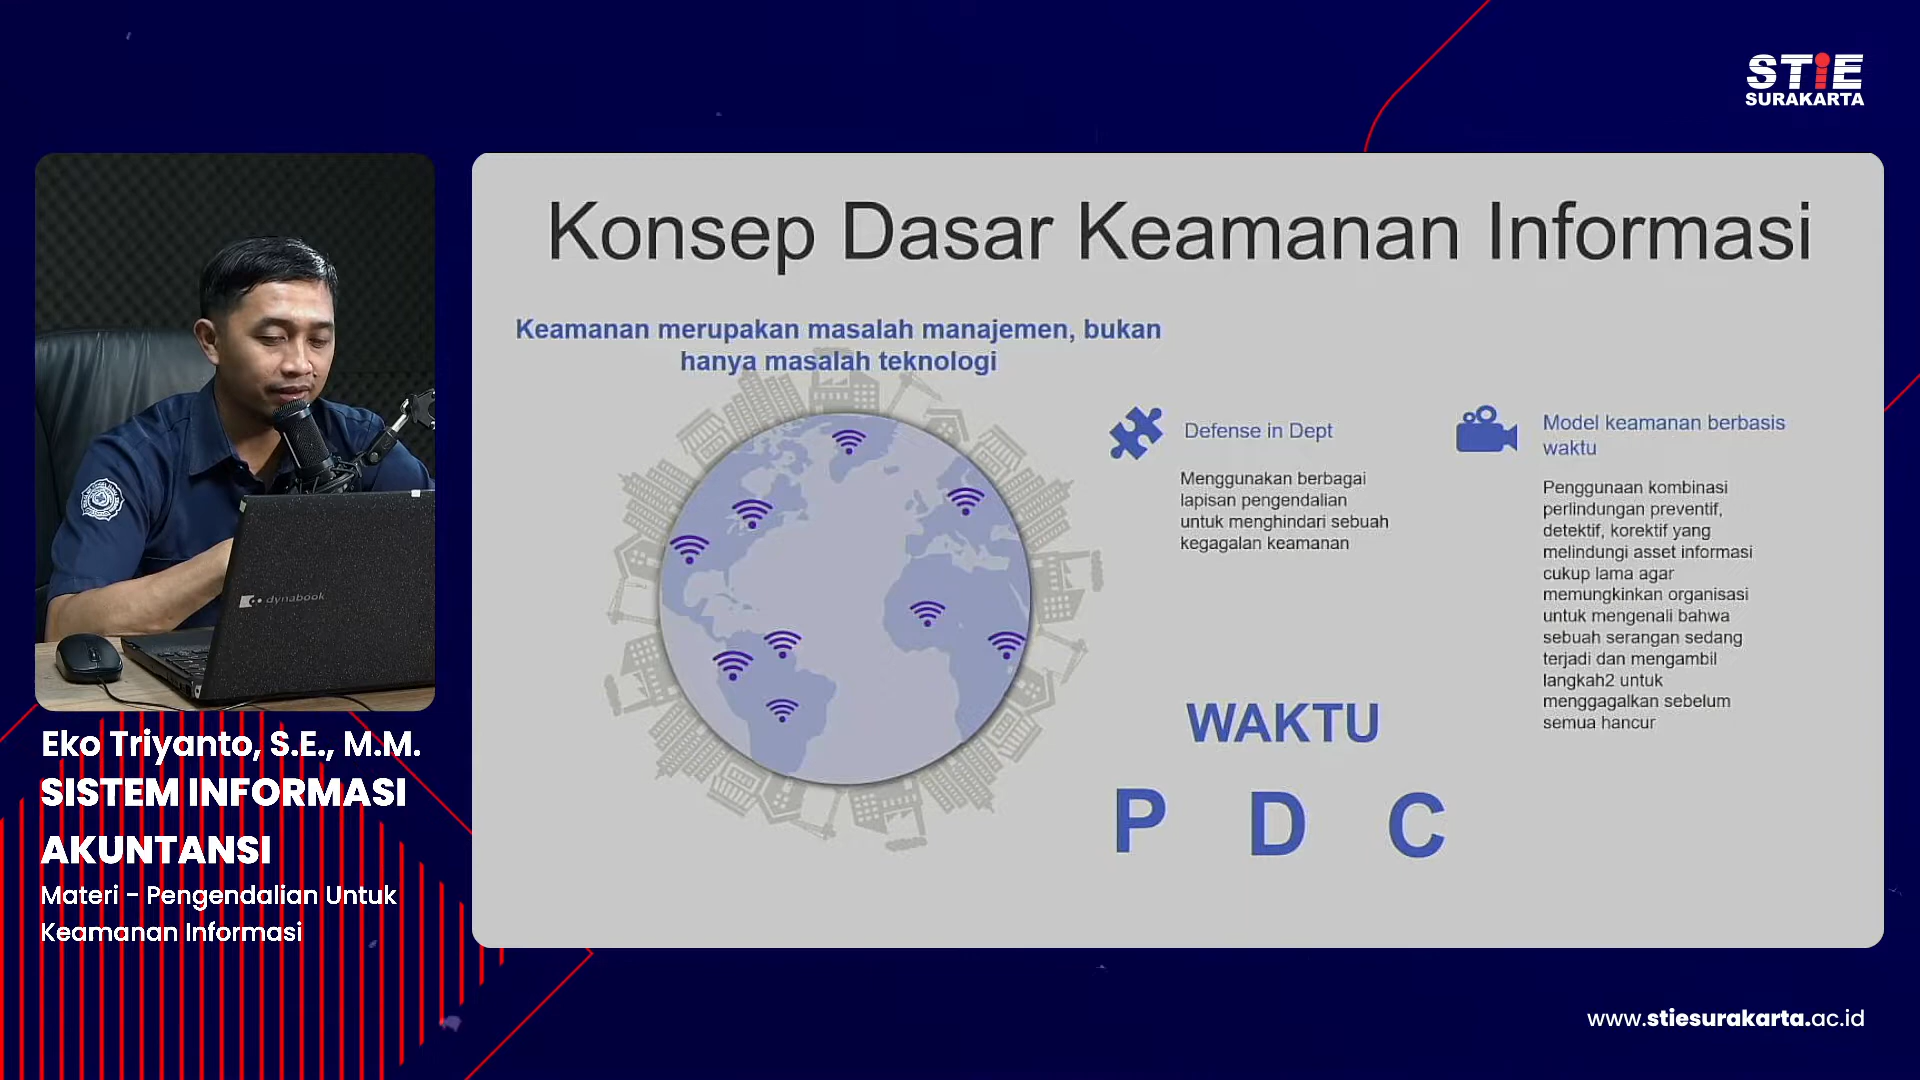 STiE
SURAKARTA
Konsep Dasar Keamanan Informasi
Keamanan merupakan masalah manajemen, bukan
hanya masalah teknologi
Defense in Dept
Menggunakan berbagai
lapisan pengendalian
untuk menghindari sebuah
kegagalan keamanan
Model keamanan berbasis
waktu
Penggunaan kombinasi
perlindungan preventif,
detektif, korektif yang
melindungi asset informasi
cukup lama agar
memungkinkan organisasi
untuk mengenali bahwa
sebuah serangan sedang
terjadi dan mengambil
langkah2 untuk
menggagalkan sebelum
semua hancur
WAKTU
P D C
dynabook
Eko Triyanto, S.E., M.M.
SISTEM INFORMASI
AKUNTANSI
Materi - Pengendalian Untuk
Keamanan Informasi
www.stiesurakarta.ac.id